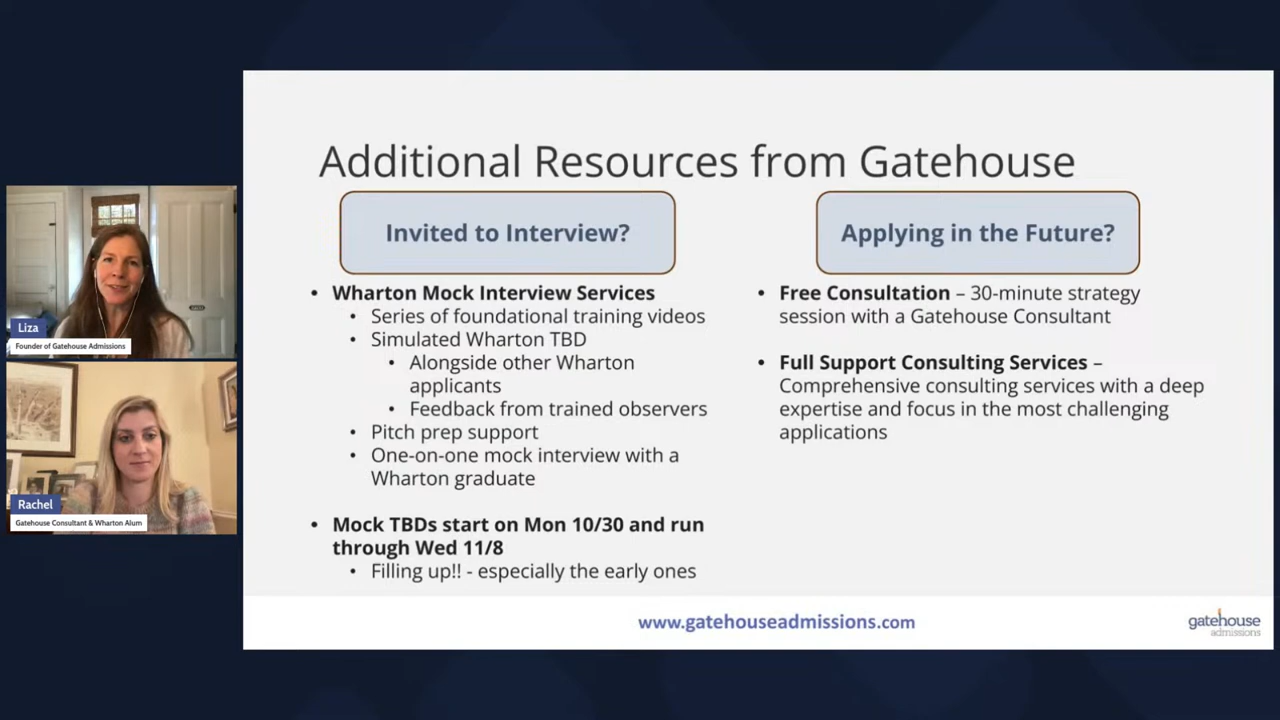 Additional Resources from Gatehouse
Invited to Interview?
• Wharton Mock Interview Services
• Series of foundational training videos
• Simulated Wharton TBD
• Alongside other Wharton
applicants
• Feedback from trained observers
• Pitch prep support
• One-on-one mock interview with a
Wharton graduate
• Mock TBDs start on Mon 10/30 and run
through Wed 11/8
• Filling up!! - especially the early ones
Applying in the Future?
• Free Consultation – 30-minute strategy
session with a Gatehouse Consultant
• Full Support Consulting Services –
Comprehensive consulting services with a deep
expertise and focus in the most challenging
applications
www.gatehouseadmissions.com
gatehouse
admissions
Liza
Founder of Gatehouse Admissions
Rachel
Gatehouse Consultant & Wharton Alum